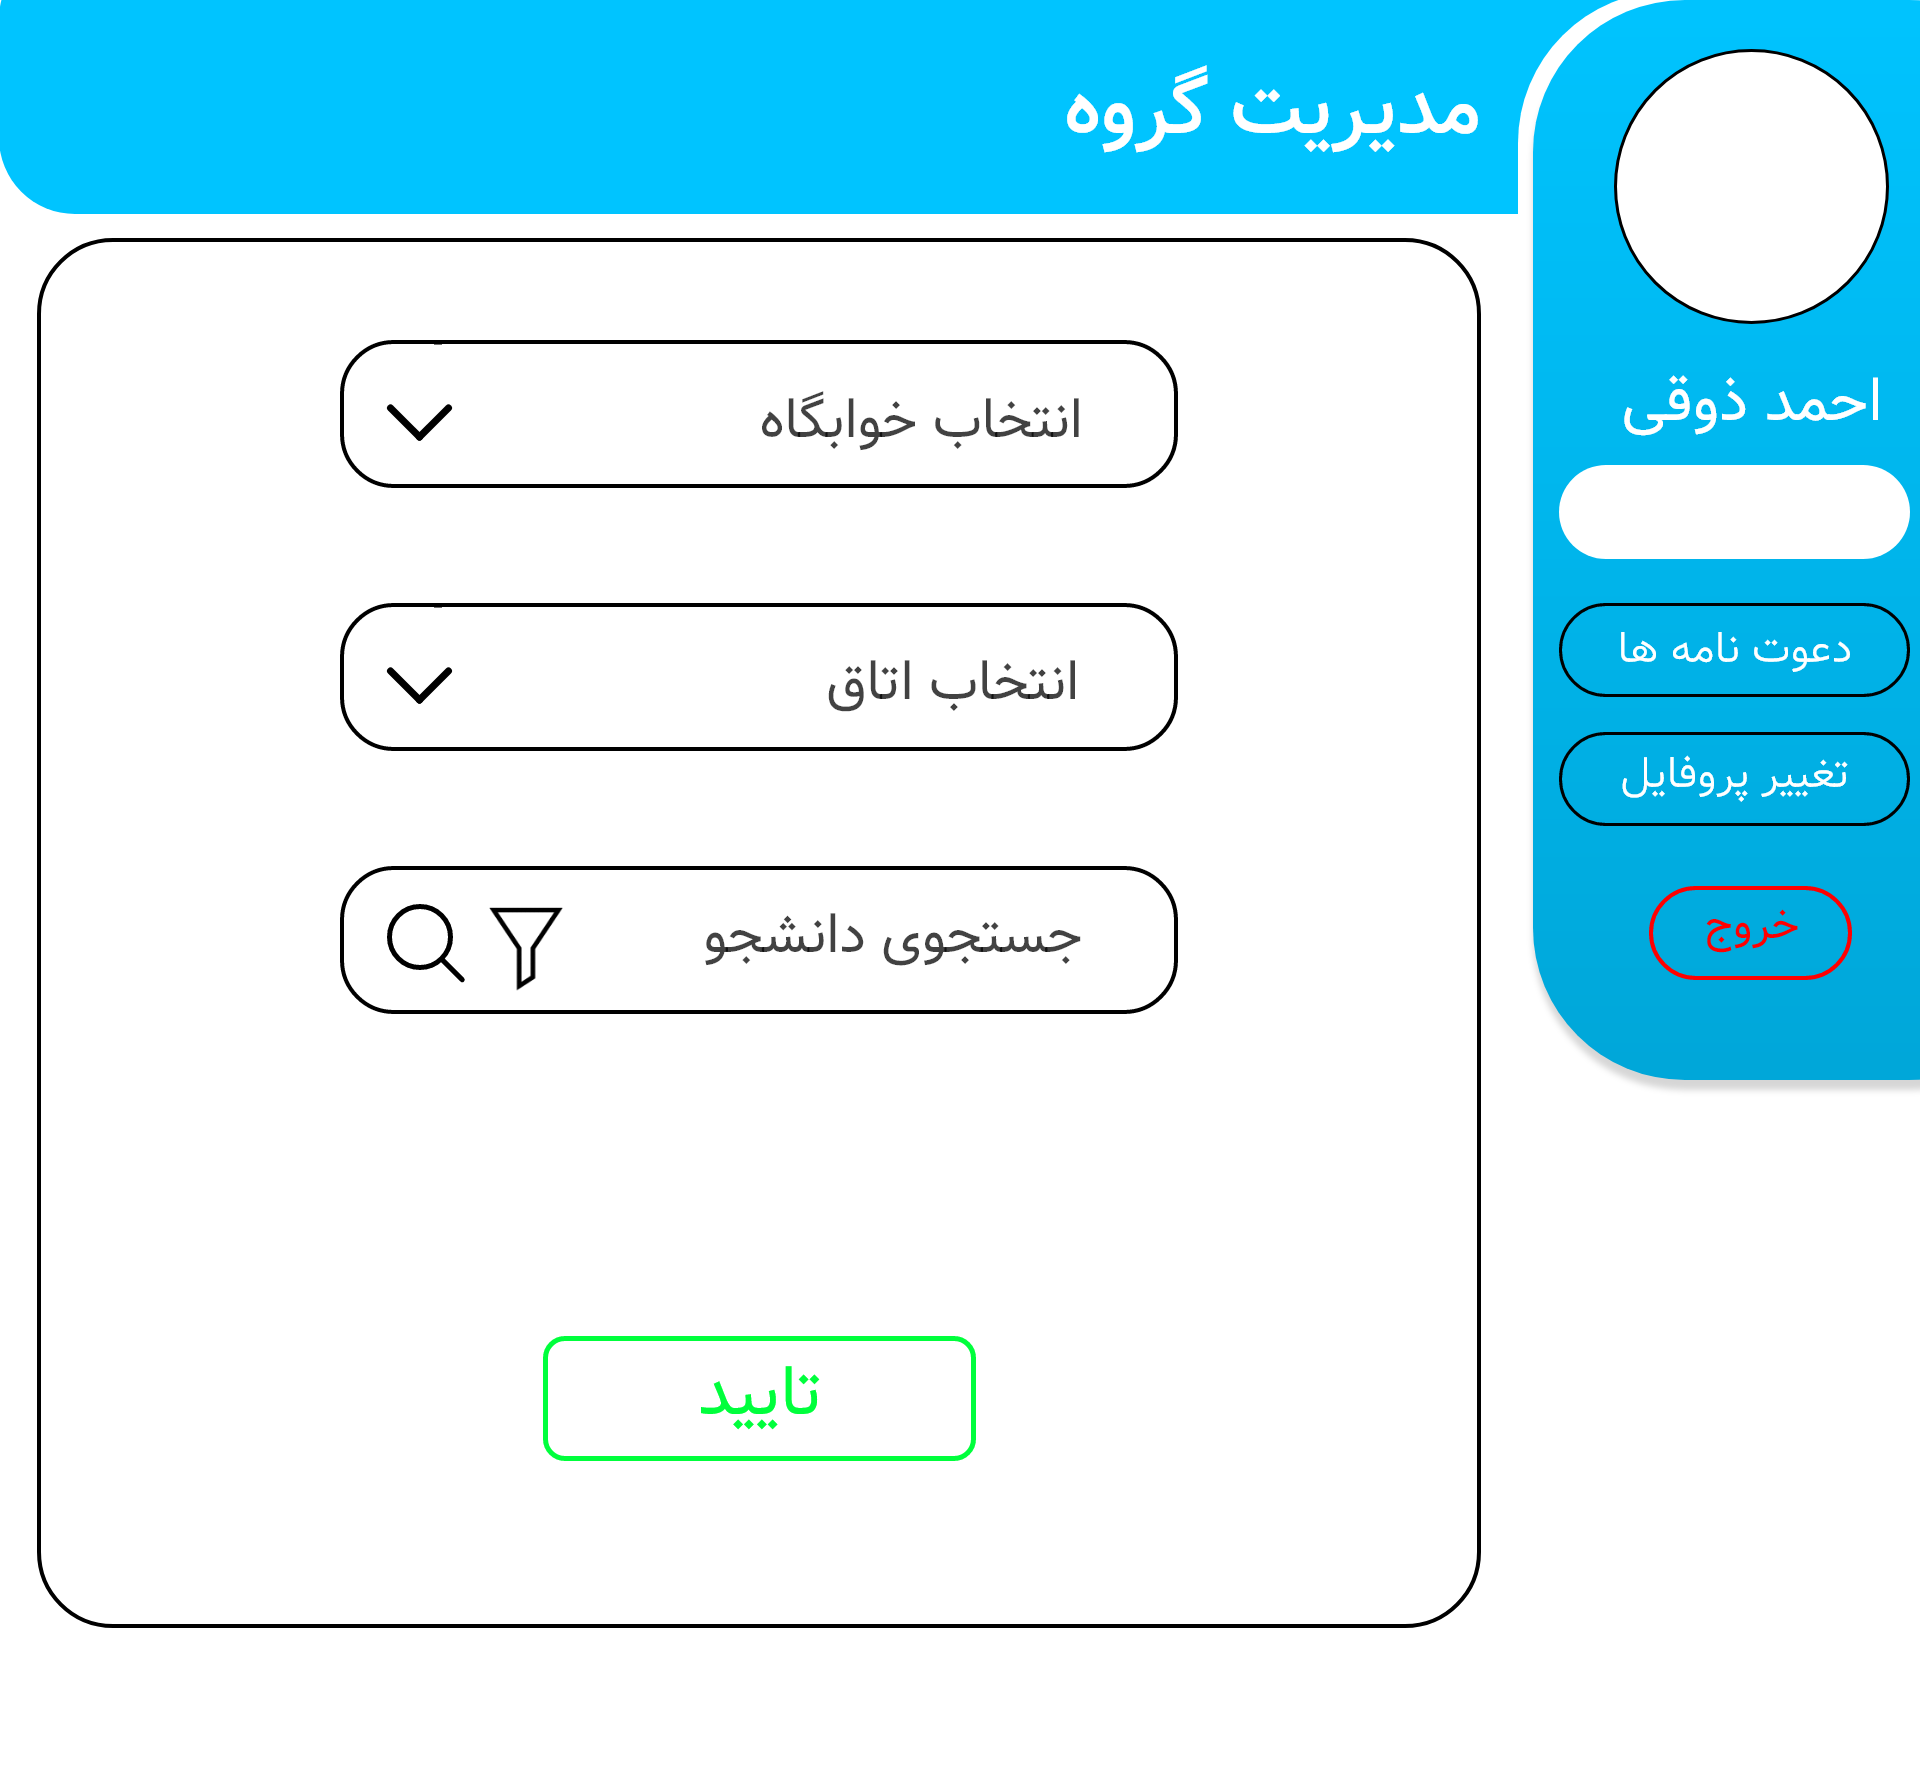 مدیریت گروه
احمد ذوقی
دعوت نامه ها
تغییر پروفایل
خروج
انتخاب خوابگاه
انتخاب اتاق
جستجوی دانشجو
تایید